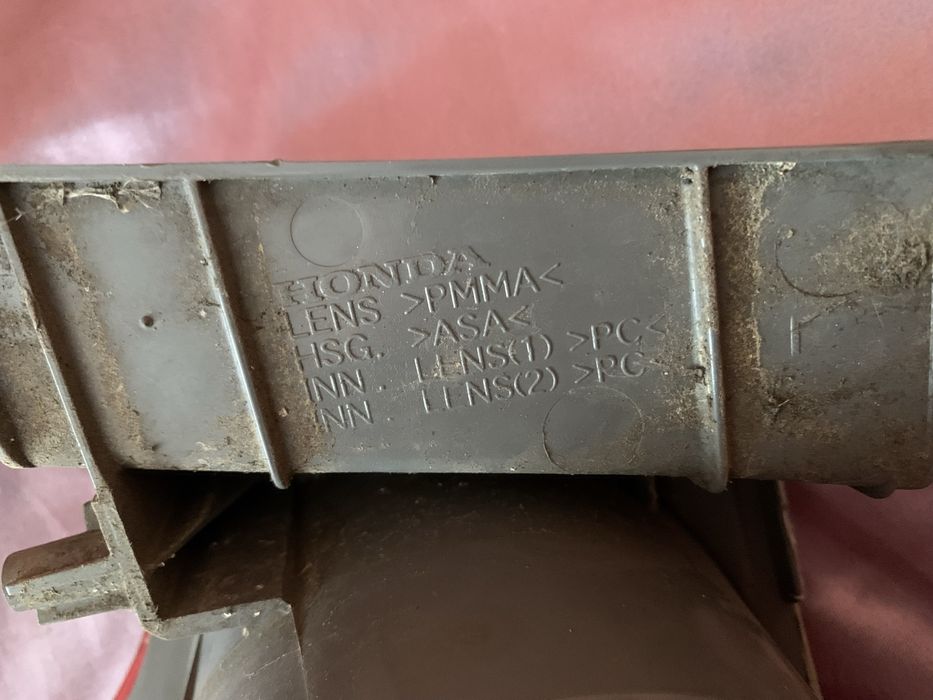 HONDA
LENS >PMMA<
HSG. >ASA<
INN. LENS(1) >PC<
INN. LENS(2) >PC<